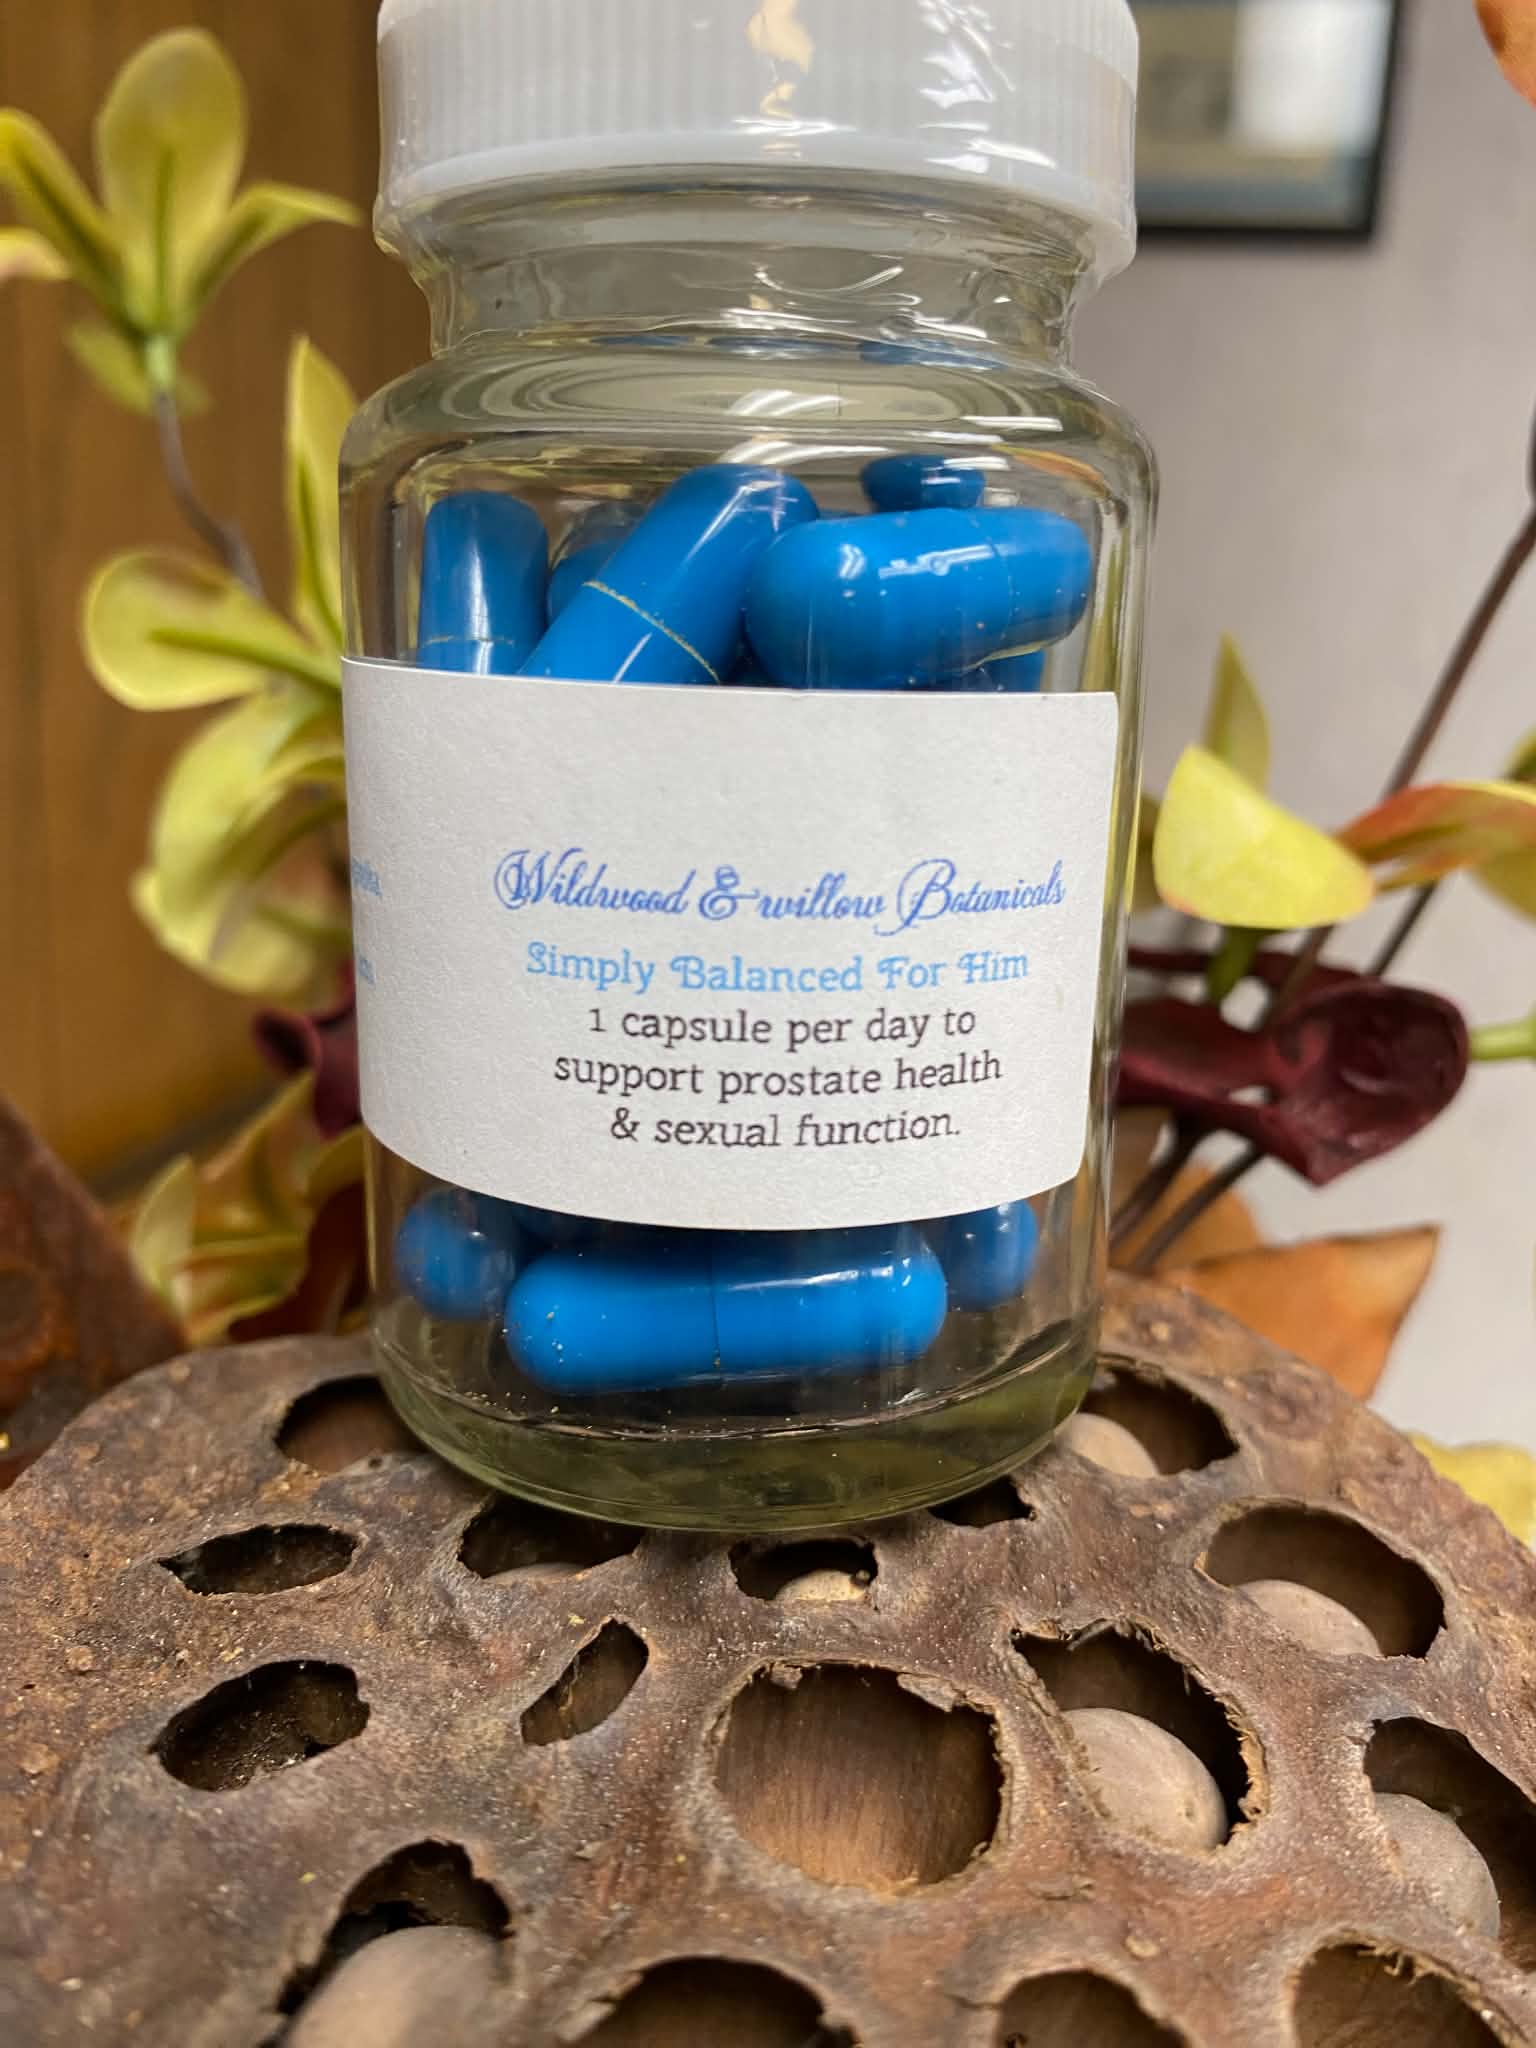 Wildwood & willow Botanicals
Simply Balanced For Him
1 capsule per day to
support prostate health
& sexual function.